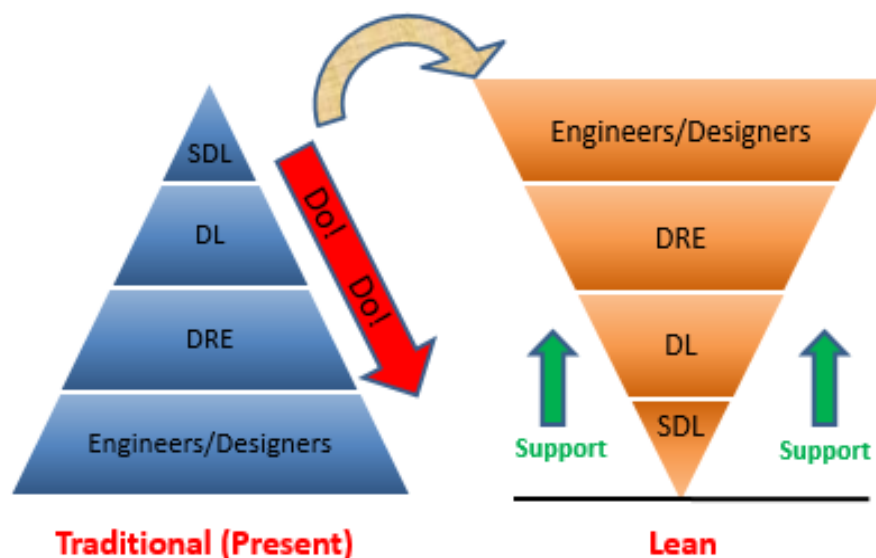 SDL
DL
DRE
Engineers/Designers
Do! Do!
Traditional (Present)
Engineers/Designers
DRE
DL
SDL
Support
Support
Lean